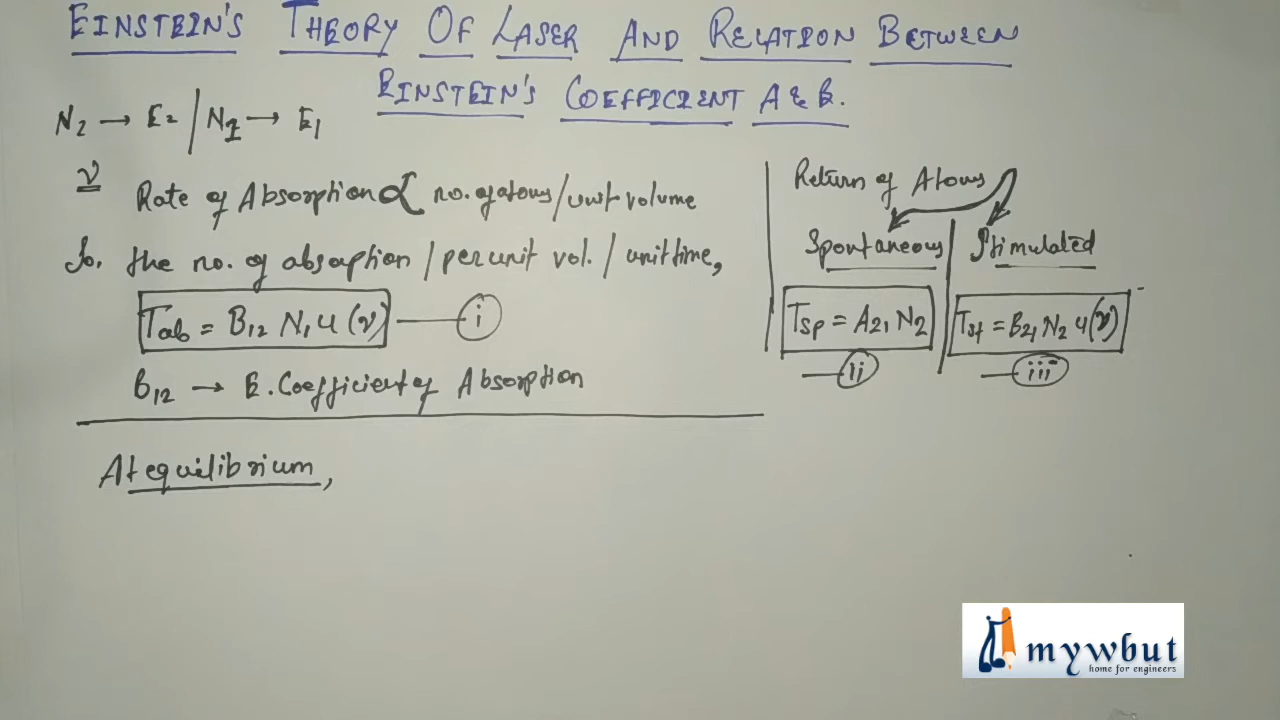 EINSTEIN'S THEORY OF LASER AND RELATION BETWEEN
EINSTEIN'S COEFFICIENT A & B.
N₂ → E₂ / N₁ → E₁
ν
Rate of Absorption ∝ no. of atoms/unit volume
So, the no. of absorption / per unit vol. / unit time,
Tab = B₁₂ N₁ u(ν) — i
B₁₂ → E. Coefficient of Absorption
Return of Atoms
Spontaneous
Stimulated
Tsp = A₂₁ N₂
— ii
Tst = B₂₁ N₂ u(ν)
— iii
At equilibrium,
mywbut
home for engineers